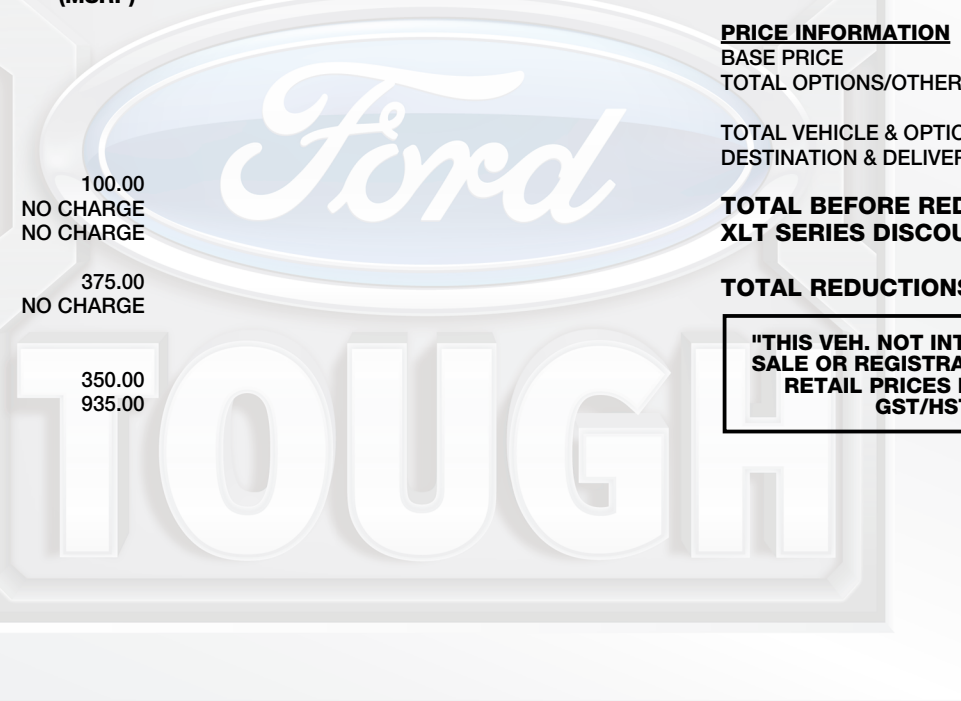 (MSRP)
100.00
NO CHARGE
NO CHARGE
375.00
NO CHARGE
350.00
935.00
Ford
TOUGH
PRICE INFORMATION
BASE PRICE
TOTAL OPTIONS/OTHER
TOTAL VEHICLE & OPTIO
DESTINATION & DELIVER
TOTAL BEFORE RED
XLT SERIES DISCOU
TOTAL REDUCTIONS
"THIS VEH. NOT INT
SALE OR REGISTRA
RETAIL PRICES
GST/HST